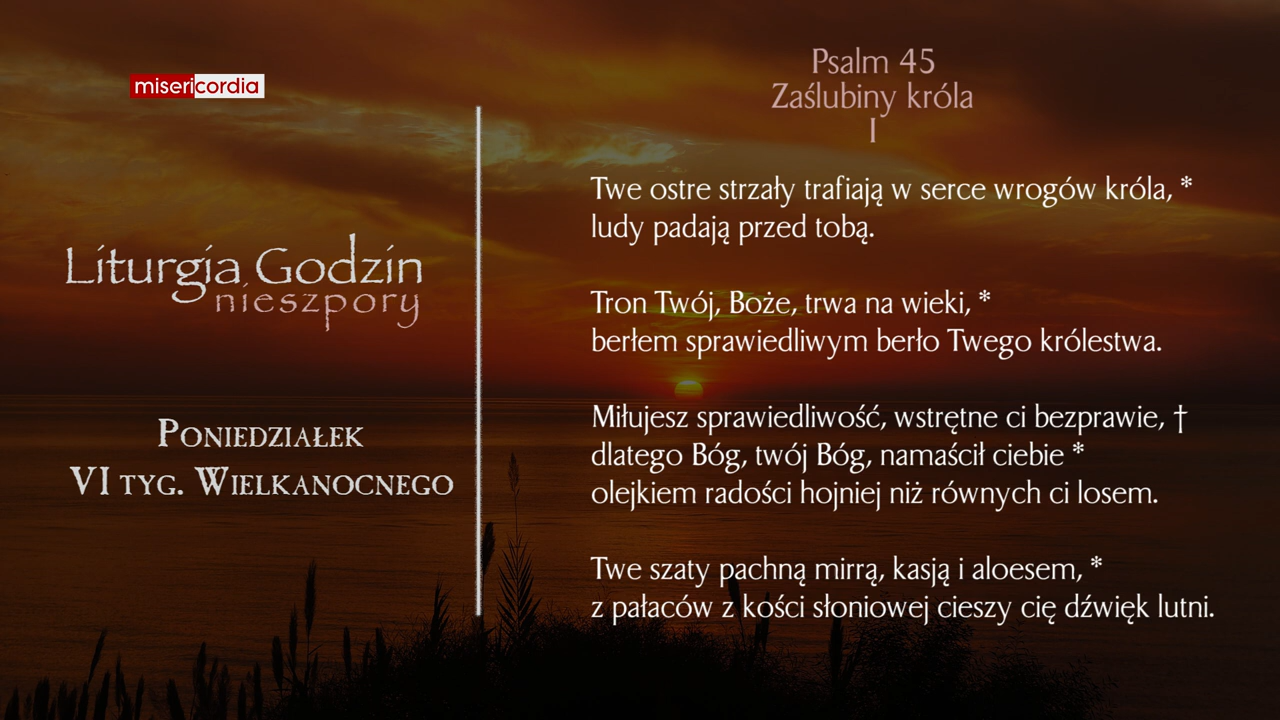 misericordia
Liturgia Godzin
nieszpory
Poniedziałek
VI tyg. Wielkanocnego
Psalm 45
Zaślubiny króla
I
Twe ostre strzały trafiają w serce wrogów króla, *
ludy padają przed tobą.
Tron Twój, Boże, trwa na wieki, *
berłem sprawiedliwym berło Twego królestwa.
Miłujesz sprawiedliwość, wstrętne ci bezprawie, †
dlatego Bóg, twój Bóg, namaścił ciebie *
olejkiem radości hojniej niż równych ci losem.
Twe szaty pachną mirrą, kasją i aloesem, *
z pałaców z kości słoniowej cieszy cię dźwięk lutni.